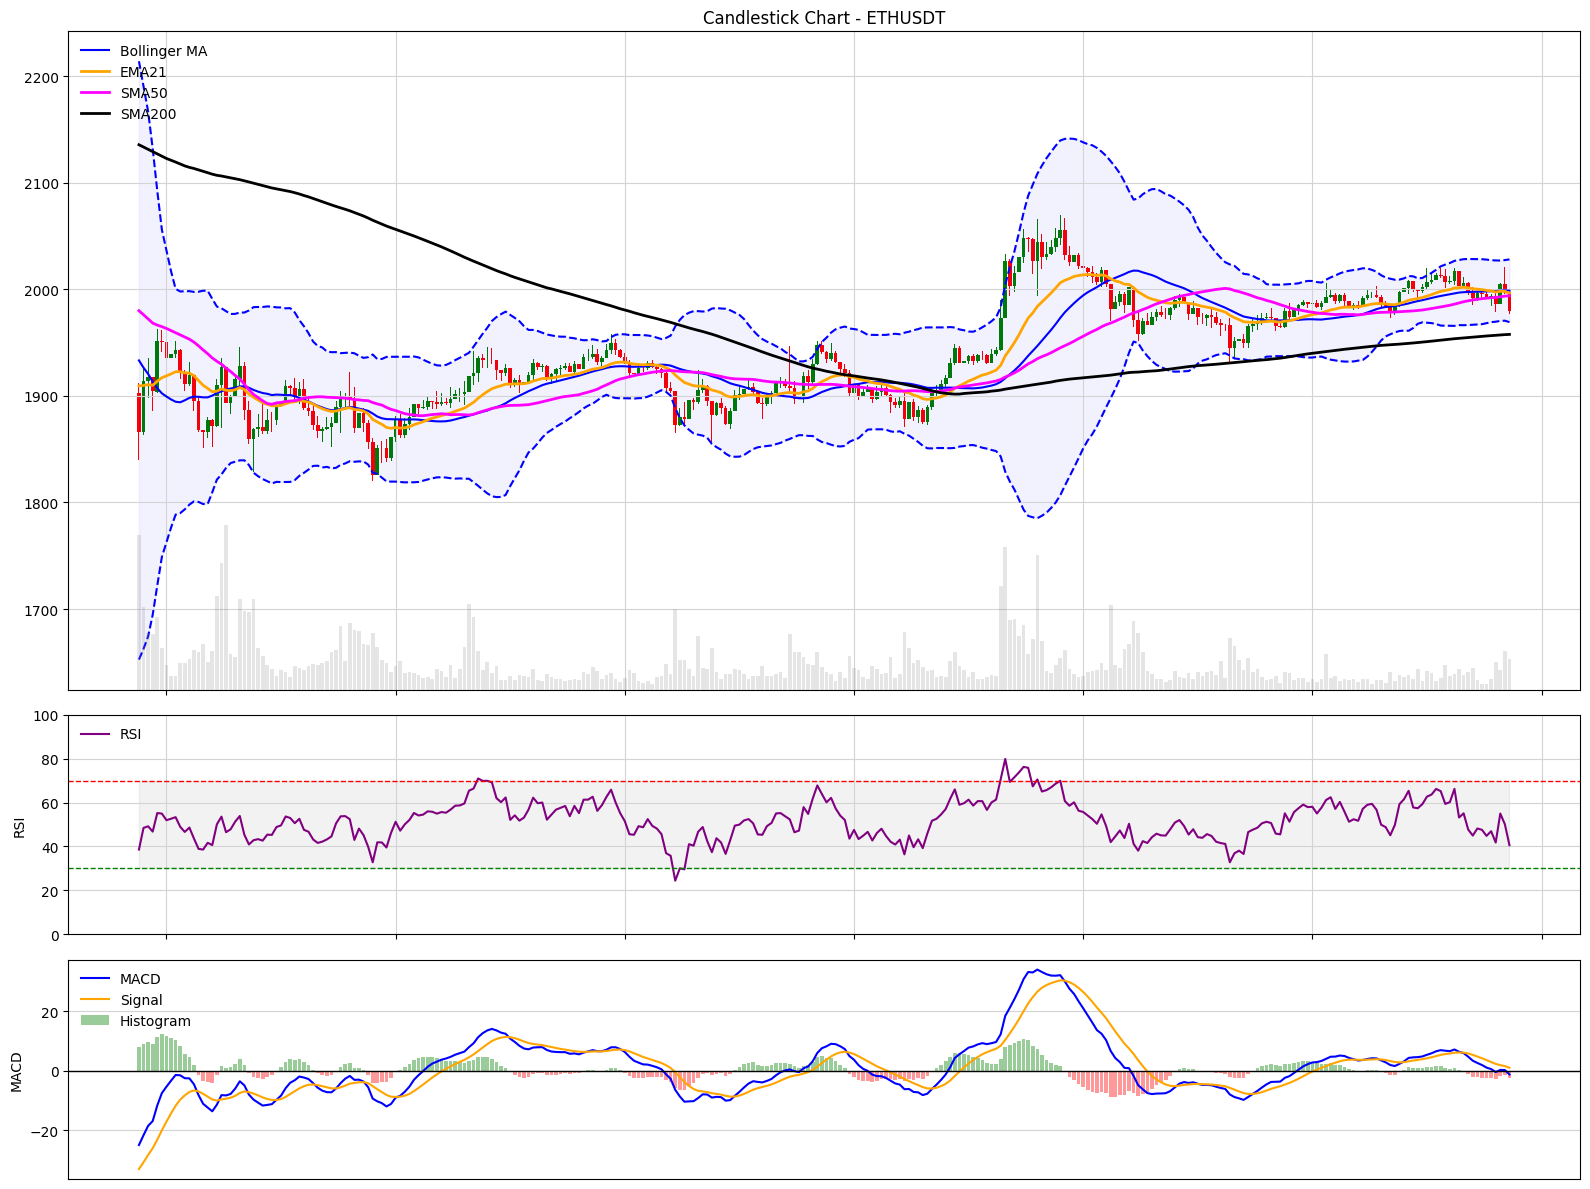 Candlestick Chart - ETHUSDT
Bollinger MA
EMA21
SMA50
SMA200
2200
2100
2000
1900
1800
1700
RSI
100
80
60
40
20
0
RSI
MACD
Signal
Histogram
20
0
−20
MACD